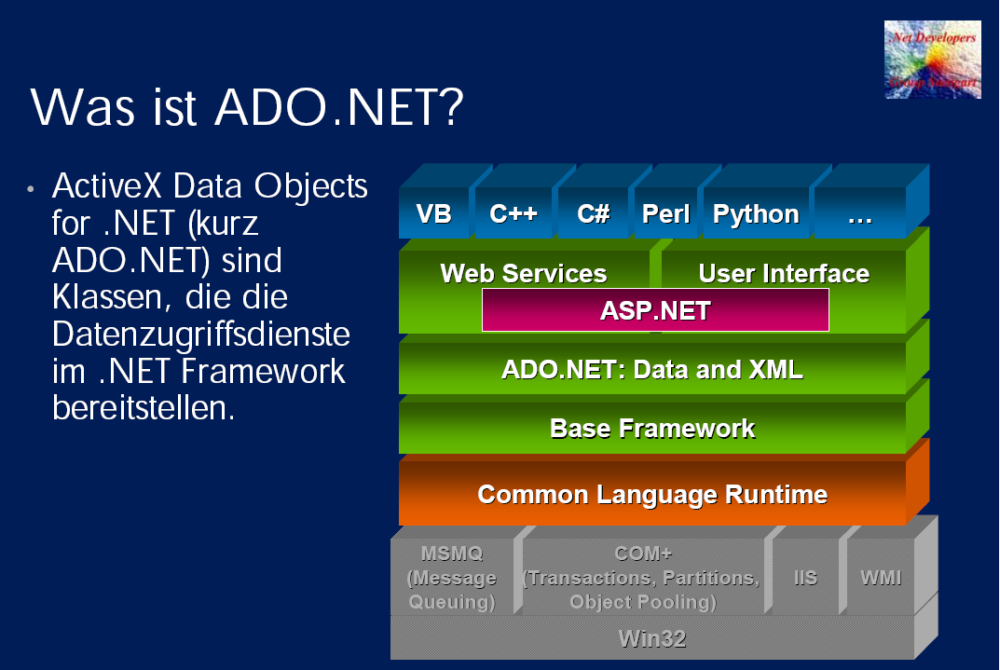 .Net Developers
Group Stuttgart
Was ist ADO.NET?
• ActiveX Data Objects
for .NET (kurz
ADO.NET) sind
Klassen, die die
Datenzugriffsdienste
im .NET Framework
bereitstellen.
VB C++ C# Perl Python ...
Web Services User Interface
ASP.NET
ADO.NET: Data and XML
Base Framework
Common Language Runtime
MSMQ
(Message
Queuing)
COM+
(Transactions, Partitions,
Object Pooling)
IIS
WMI
Win32